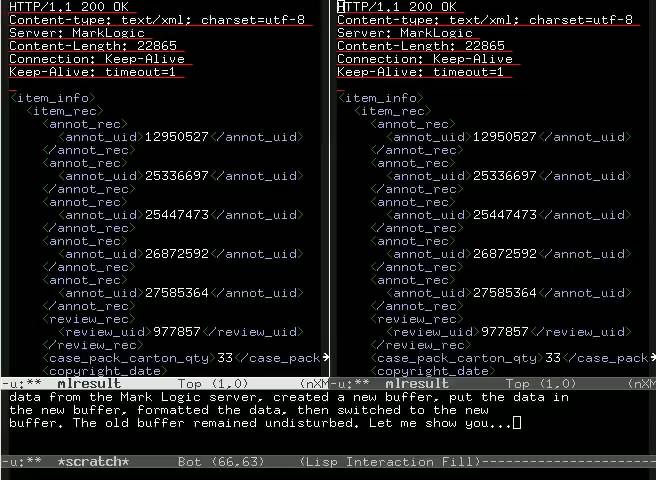 HTTP/1.1 200 OK
Content-type: text/xml; charset=utf-8
Server: MarkLogic
Content-Length: 22865
Connection: Keep-Alive
Keep-Alive: timeout=1
<item_info>
<item_rec>
<annot_rec>
<annot_uid>12950527</annot_uid>
</annot_rec>
<annot_rec>
<annot_uid>25336697</annot_uid>
</annot_rec>
<annot_rec>
<annot_uid>25447473</annot_uid>
</annot_rec>
<annot_rec>
<annot_uid>26872592</annot_uid>
</annot_rec>
<annot_rec>
<annot_uid>27585364</annot_uid>
</annot_rec>
<review_rec>
<review_uid>977857</review_uid>
</review_rec>
<case_pack_carton_qty>33</case_pack
<copyright_date>
-u:** mlresult Top (1,0) (nXM
HTTP/1.1 200 OK
Content-type: text/xml; charset=utf-8
Server: MarkLogic
Content-Length: 22865
Connection: Keep-Alive
Keep-Alive: timeout=1
<item_info>
<item_rec>
<annot_rec>
<annot_uid>12950527</annot_uid>
</annot_rec>
<annot_rec>
<annot_uid>25336697</annot_uid>
</annot_rec>
<annot_rec>
<annot_uid>25447473</annot_uid>
</annot_rec>
<annot_rec>
<annot_uid>26872592</annot_uid>
</annot_rec>
<annot_rec>
<annot_uid>27585364</annot_uid>
</annot_rec>
<review_rec>
<review_uid>977857</review_uid>
</review_rec>
<case_pack_carton_qty>33</case_pack
<copyright_date>
-u:** mlresult Top (1,0) (nXM
data from the Mark Logic server, created a new buffer, put the data in
the new buffer, formatted the data, then switched to the new
buffer. The old buffer remained undisturbed. Let me show you...
-u:** *scratch* Bot (66,63) (Lisp Interaction Fill)--------------------